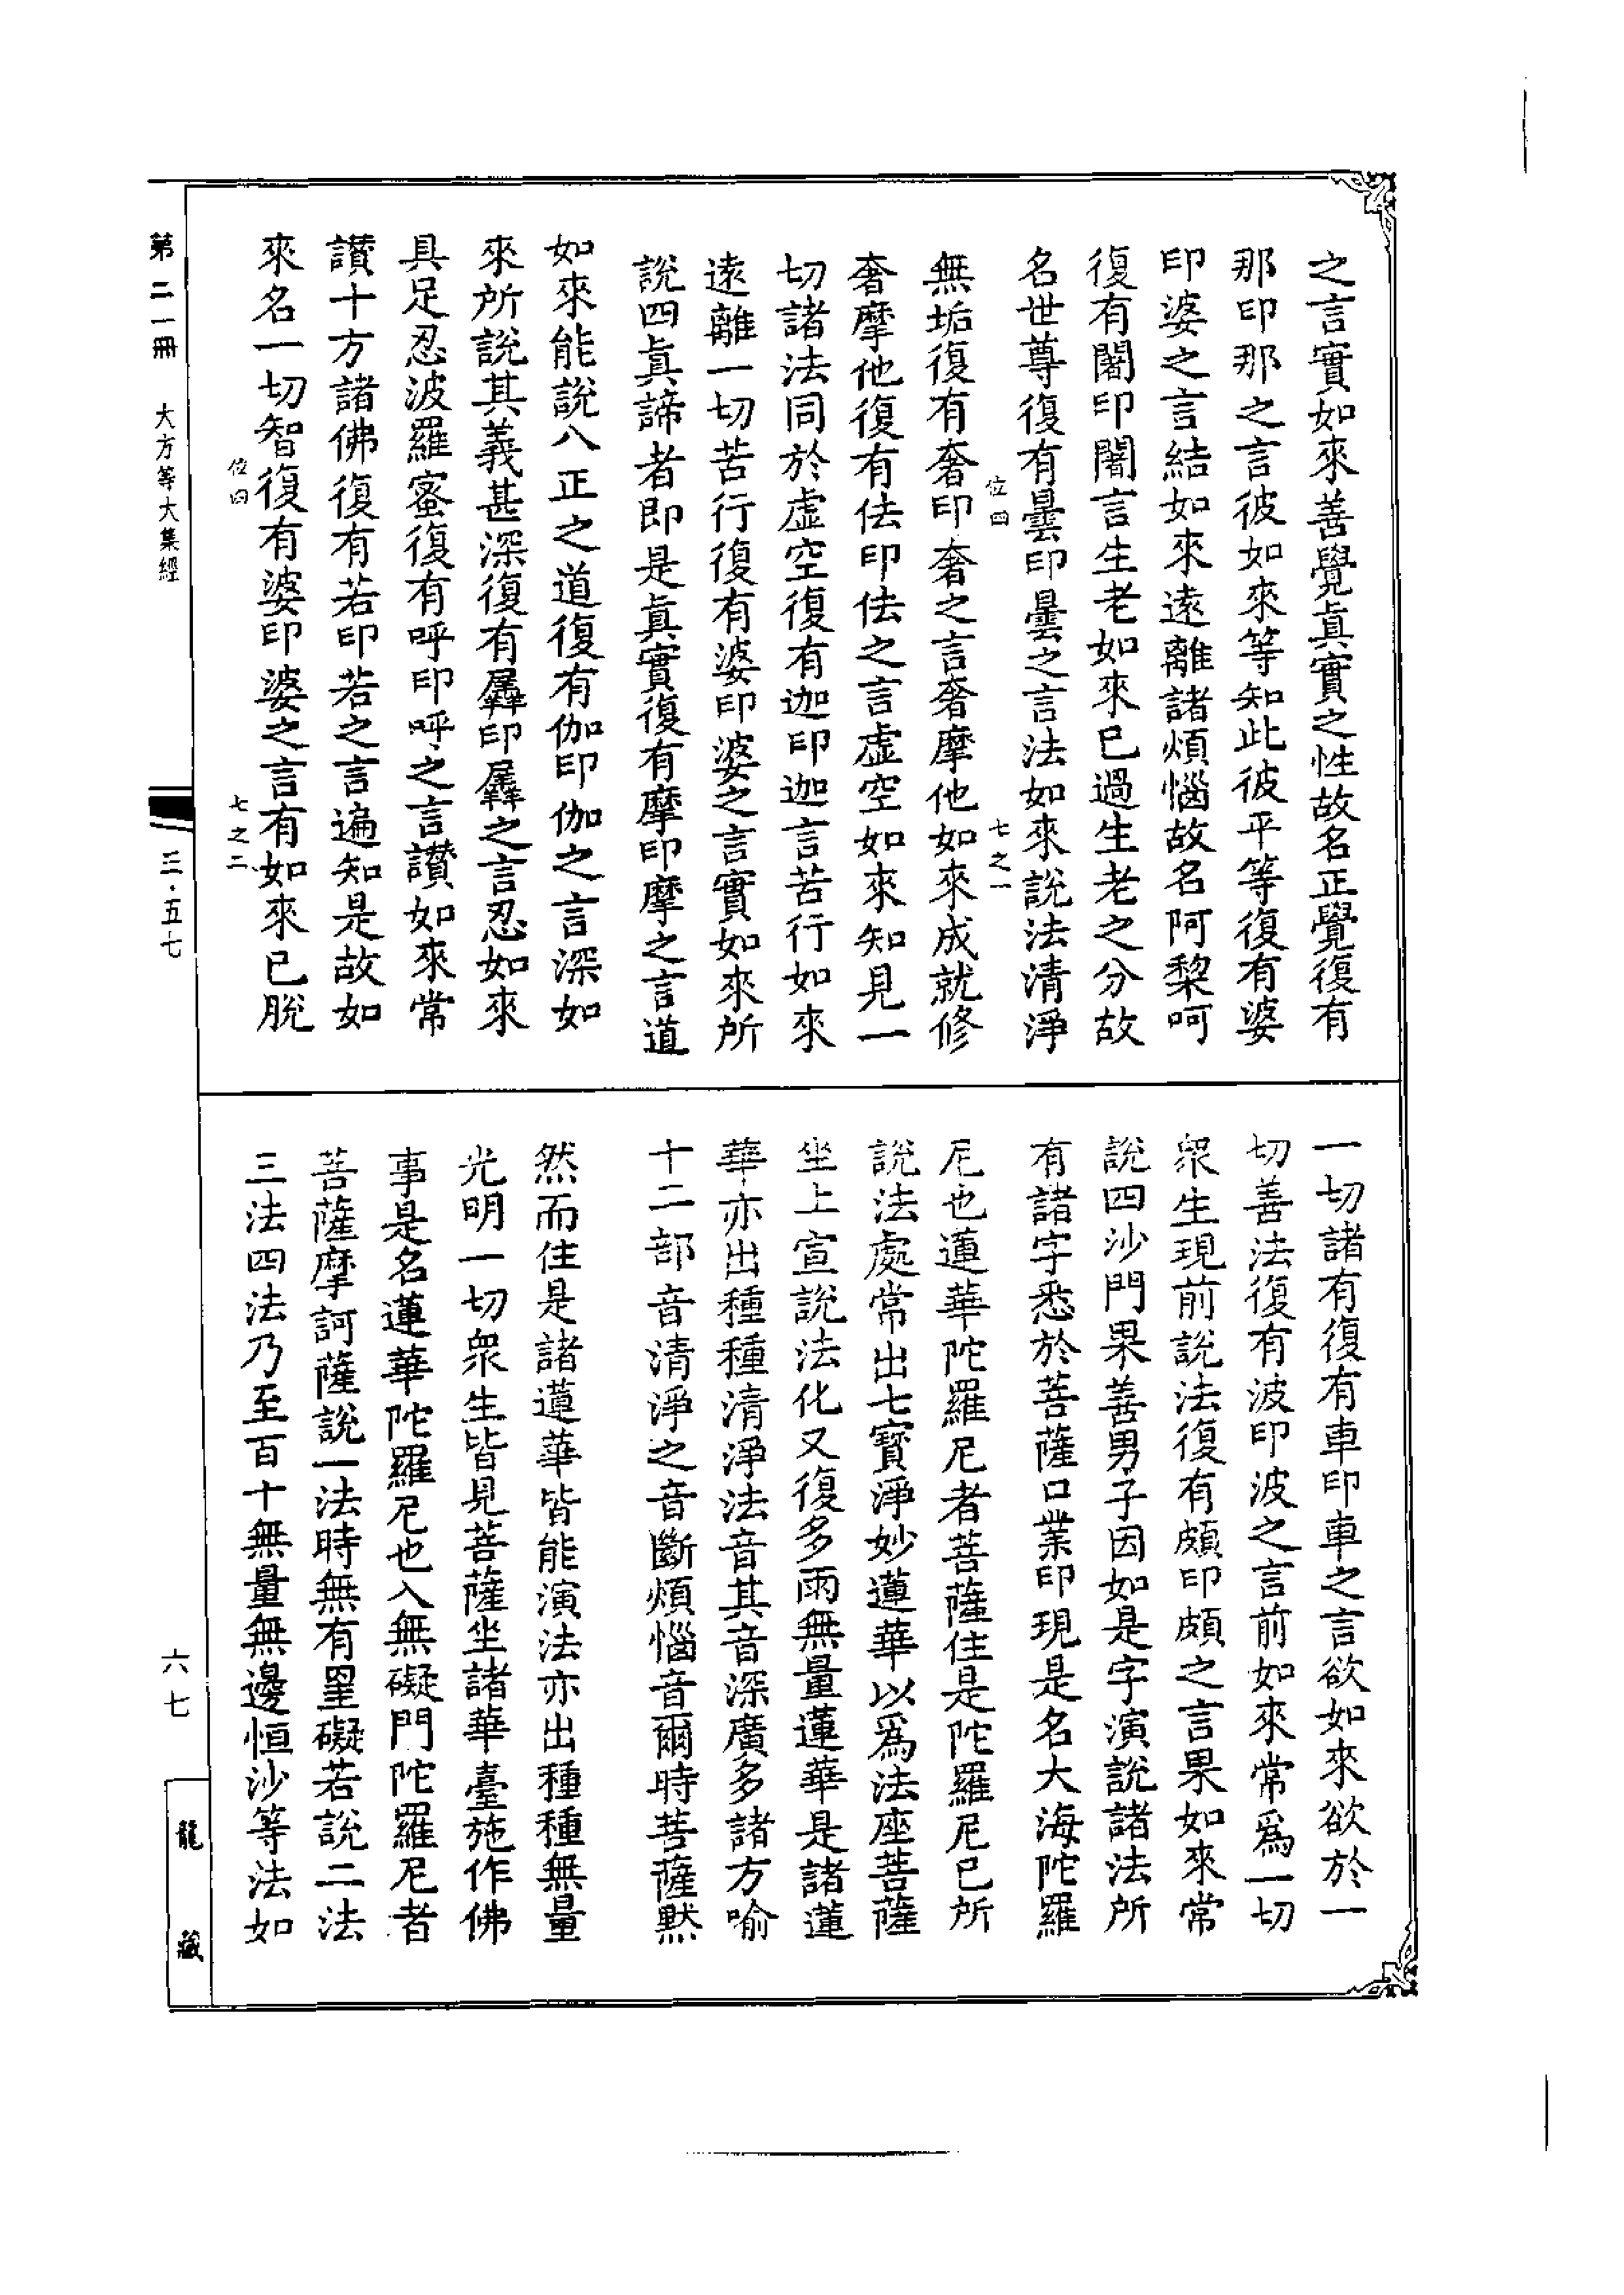 之言實如來善覺眞實之性故名正覺復有
那印那之言彼如來等知此彼平等復有婆
印婆之言結如來遠離諸煩惱故名阿黎呵
復有闍印闍言生老如來已過生老之分故
名世尊復有曇印曇之言法如來說法清淨
位四 七之一
無垢復有奢印奢之言奢摩他如來成就修
奢摩他復有佉印佉之言虛空如來知見一
切諸法同於虛空復有迦印迦言苦行如來
遠離一切苦行復有婆印婆之言實如來所
說四眞諦者即是眞實復有摩印摩之言道
如來能說八正之道復有伽印伽之言深如
來所說其義甚深復有羼印羼之言忍如來
具足忍波羅蜜復有呼印呼之言讚如來常
讚十方諸佛復有若印若之言遍知是故如
來名一切智復有婆印婆之言有如來已脫
位四 七之二
一切諸有復有車印車之言欲如來欲於一
切善法復有波印波之言前如來常爲一切
衆生現前說法復有頗印頗之言果如來常
說四沙門果善男子因如是字演說諸法所
有諸字悉於菩薩口業印現是名大海陀羅
尼也蓮華陀羅尼者菩薩住是陀羅尼已所
說法處常出七寶淨妙蓮華以爲法座菩薩
坐上宣說法化又復多雨無量蓮華是諸蓮
華亦出種種清淨法音其音深廣多諸方喻
十二部音清淨之音斷煩惱音爾時菩薩默
然而住是諸蓮華皆能演法亦出種種無量
光明一切衆生皆見菩薩坐諸華臺施作佛
事是名蓮華陀羅尼也入無礙門陀羅尼者
菩薩摩訶薩說一法時無有罣礙若說二法
三法四法乃至百十無量無邊恒沙等法如
第二一冊 大方等大集經 三·五七 六七
龍藏